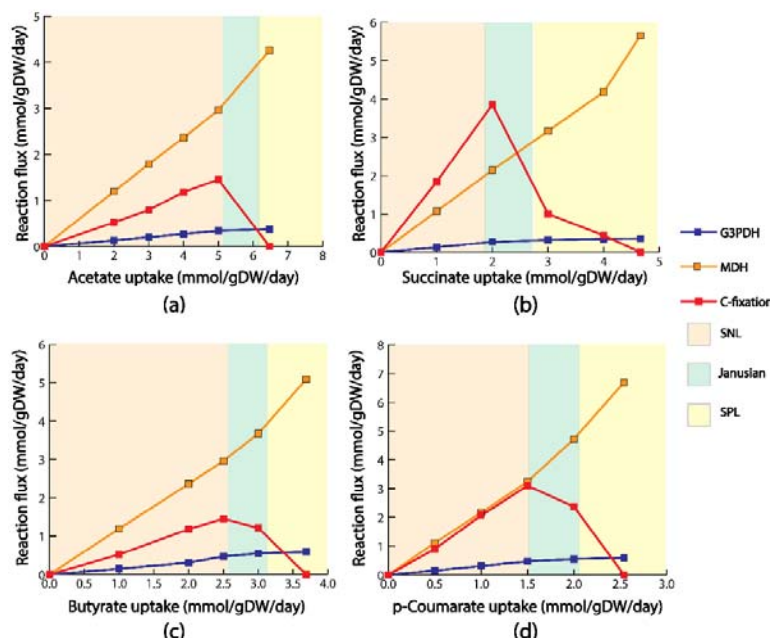 5
4
3
2
1
0
Reaction flux (mmol/gDW/day)
0 1 2 3 4 5 6 7 8
Acetate uptake (mmol/gDW/day)
(a)
6
5
4
3
2
1
0
Reaction flux (mmol/gDW/day)
0 1 2 3 4 5
Succinate uptake (mmol/gDW/day)
(b)
G3PDH
MDH
C-fixation
SNL
Janusian
SPL
6
5
4
3
2
1
0
Reaction flux (mmol/gDW/day)
0.0 0.5 1.0 1.5 2.0 2.5 3.0 3.5 4.0
Butyrate uptake (mmol/gDW/day)
(c)
8
7
6
5
4
3
2
1
0
Reaction flux (mmol/gDW/day)
0.0 0.5 1.0 1.5 2.0 2.5 3.0
p-Coumarate uptake (mmol/gDW/day)
(d)